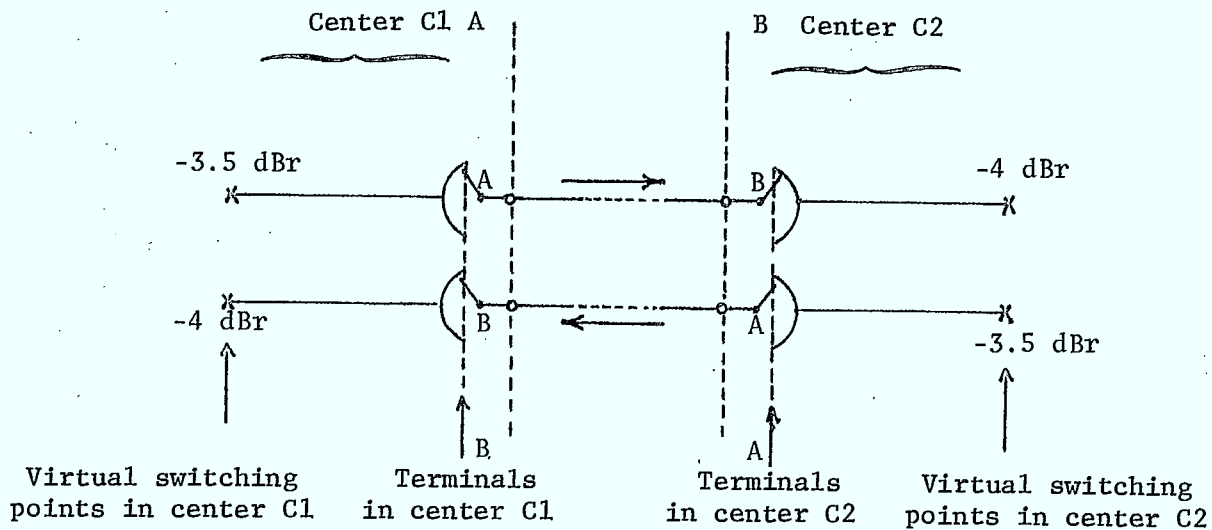 Center C1 A
B Center C2
-3.5 dBr
A
B
-4 dBr
-4 dBr
B
A
-3.5 dBr
B
A
Virtual switching
points in center C1
Terminals
in center C1
Terminals
in center C2
Virtual switching
points in center C2